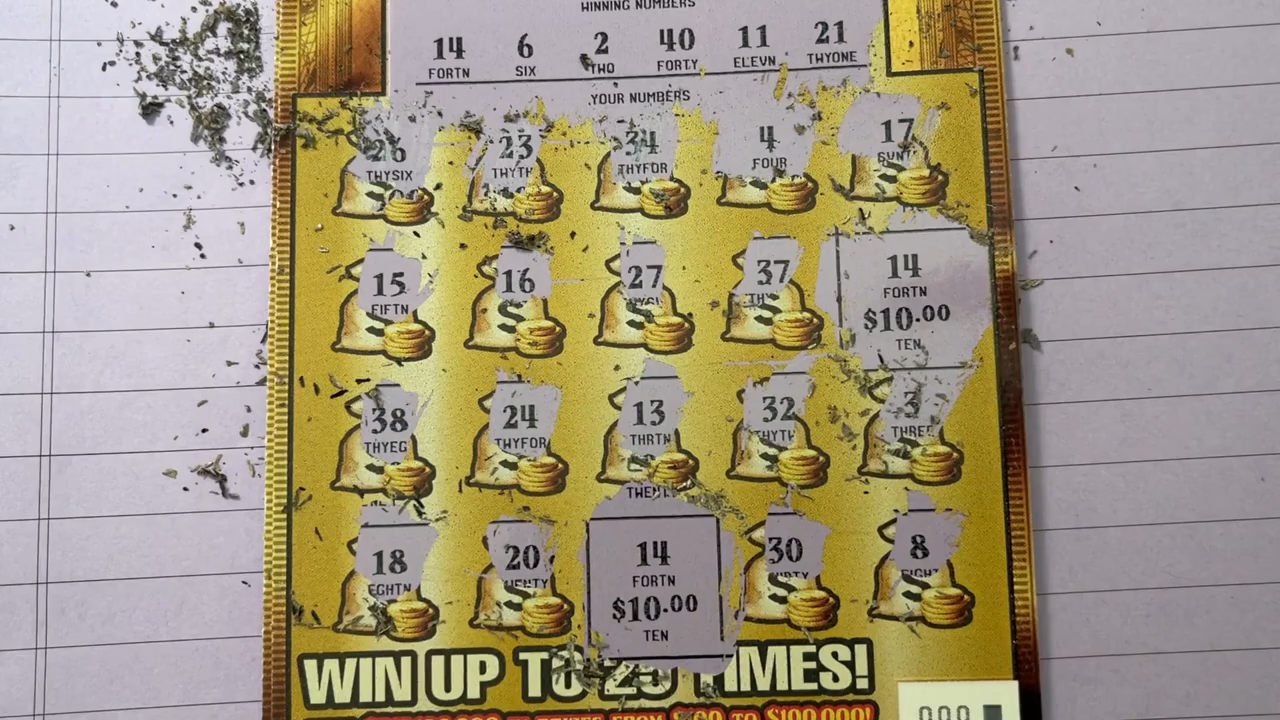 WINNING NUMBERS
14 6 2 40 11 21
FORTN SIX TWO FORTY ELEVN TWYONE
YOUR NUMBERS
26 23 34 4 17
THYSIX THYFOR FOUR
15 16 27 37 14
FIFTN FORTN
$10.00
TEN
38 24 13 32 3
THYEG THYFOR THRTN THREE
18 20 14 30 8
EGHTN FORTN
$10.00
TEN
WIN UP TO 25 TIMES!
TO $100,000!